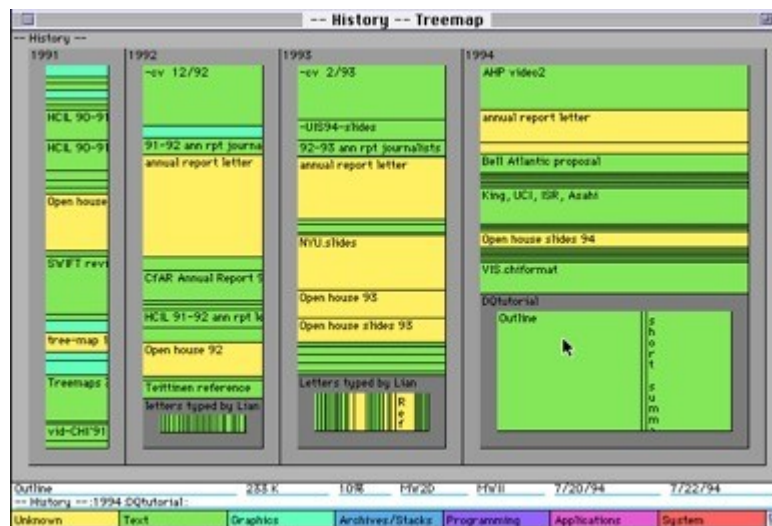 -- History -- Treemap
-- History --
1991
HCIL 90-91
HCIL 90-91
Open house
SWIFT revi
tree-map
Treemaps
vid-CHI'91
1992
-cv 12/92
91-92 ann rpt journa
annual report letter
CfAR Annual Report 9
HCIL 91-92 ann rpt le
Open house 92
Teittinen reference
letters typed by Lian
1993
-cv 2/93
-UIS94-slides
92-93 ann rpt journalists
annual report letter
NYU.slides
Open house 93
Open house slides 93
Letters typed by Lian
Ref
1994
AHP video2
annual report letter
Bell Atlantic proposal
King, UCI, ISR, Asahi
Open house slides 94
VIS.chiformat
DQtutorial
Outline
short summa
Outline 233 K 10% MW2D MWII 7/20/94 7/22/94
-- History --:1994:DQtutorial:
Unknown Text Graphics Archives/Stacks Programming Applications System